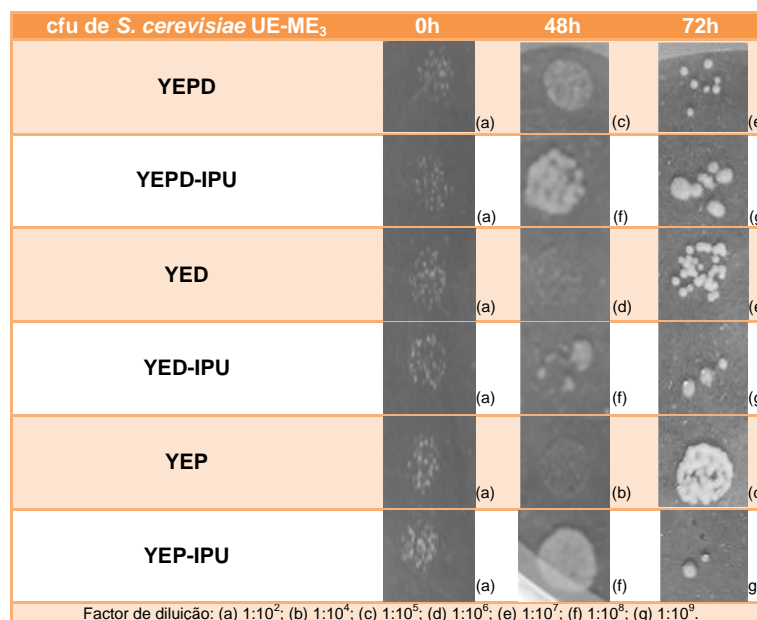 cfu de S. cerevisiae UE-ME₃ 0h 48h 72h
YEPD (a) (c) (e
YEPD-IPU (a) (f) (g
YED (a) (d) (e
YED-IPU (a) (f) (g
YEP (a) (b)
YEP-IPU (a) (f) g
Factor de diluição: (a) 1:10²; (b) 1:10⁴; (c) 1:10⁵; (d) 1:10⁶; (e) 1:10⁷; (f) 1:10⁸; (g) 1:10⁹.